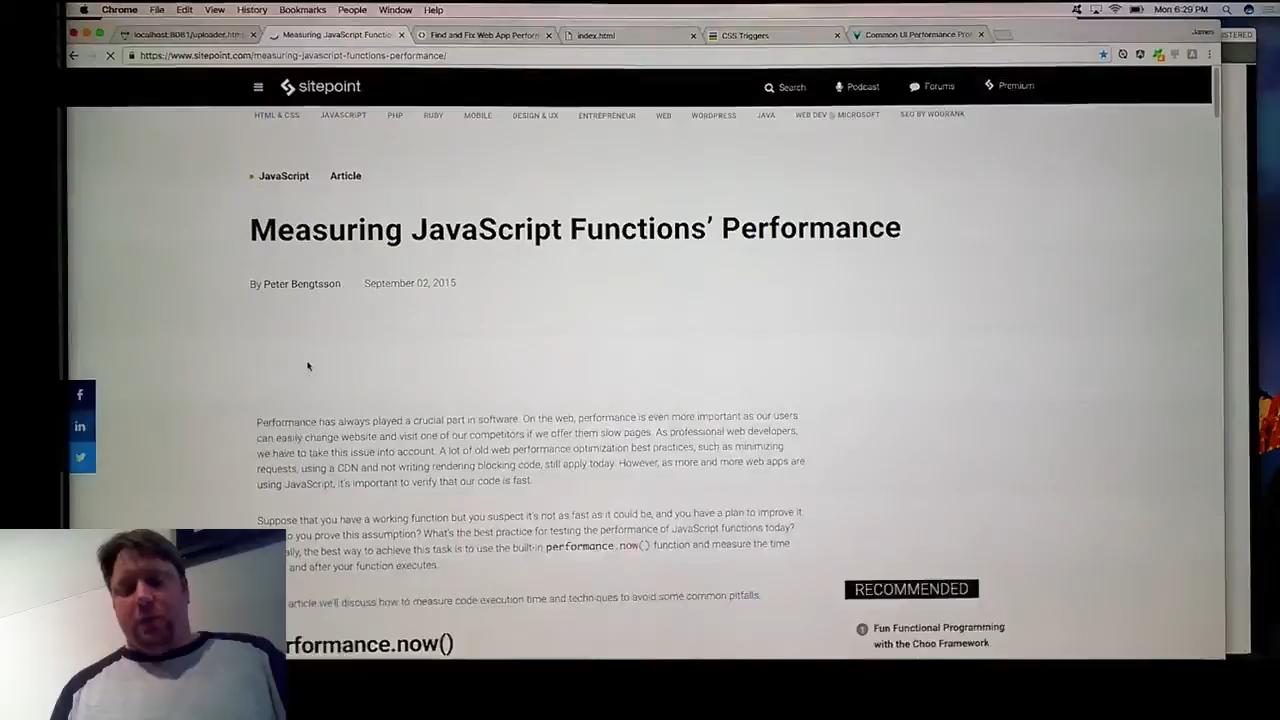 Chrome File Edit View History Bookmarks People Window Help Mon 6:29 PM
localhost:8081/uploader.htm Measuring JavaScript Functio Find and Fix Web App Perform index.html CSS Triggers Common UI Performance Pro James
https://www.sitepoint.com/measuring-javascript-functions-performance/
sitepoint Search Podcast Forums Premium
HTML & CSS JAVASCRIPT PHP RUBY MOBILE DESIGN & UX ENTREPRENEUR WEB WORDPRESS JAVA WEB DEV @ MICROSOFT SEO BY WOORANK
JavaScript Article
Measuring JavaScript Functions’ Performance
By Peter Bengtsson September 02, 2015
Performance has always played a crucial part in software. On the web, performance is even more important as our users
can easily change website and visit one of our competitors if we offer them slow pages. As professional web developers,
we have to take this issue into account. A lot of old web performance optimization best practices, such as minimizing
requests, using a CDN and not writing rendering blocking code, still apply today. However, as more and more web apps are
using JavaScript, it's important to verify that our code is fast.
Suppose that you have a working function but you suspect it's not as fast as it could be, and you have a plan to improve it.
o you prove this assumption? What's the best practice for testing the performance of JavaScript functions today?
ally, the best way to achieve this task is to use the built-in performance.now() function and measure the time
and after your function executes.
article we'll discuss how to measure code execution time and techniques to avoid some common pitfalls.
rformance.now()
RECOMMENDED
1 Fun Functional Programming
with the Choo Framework